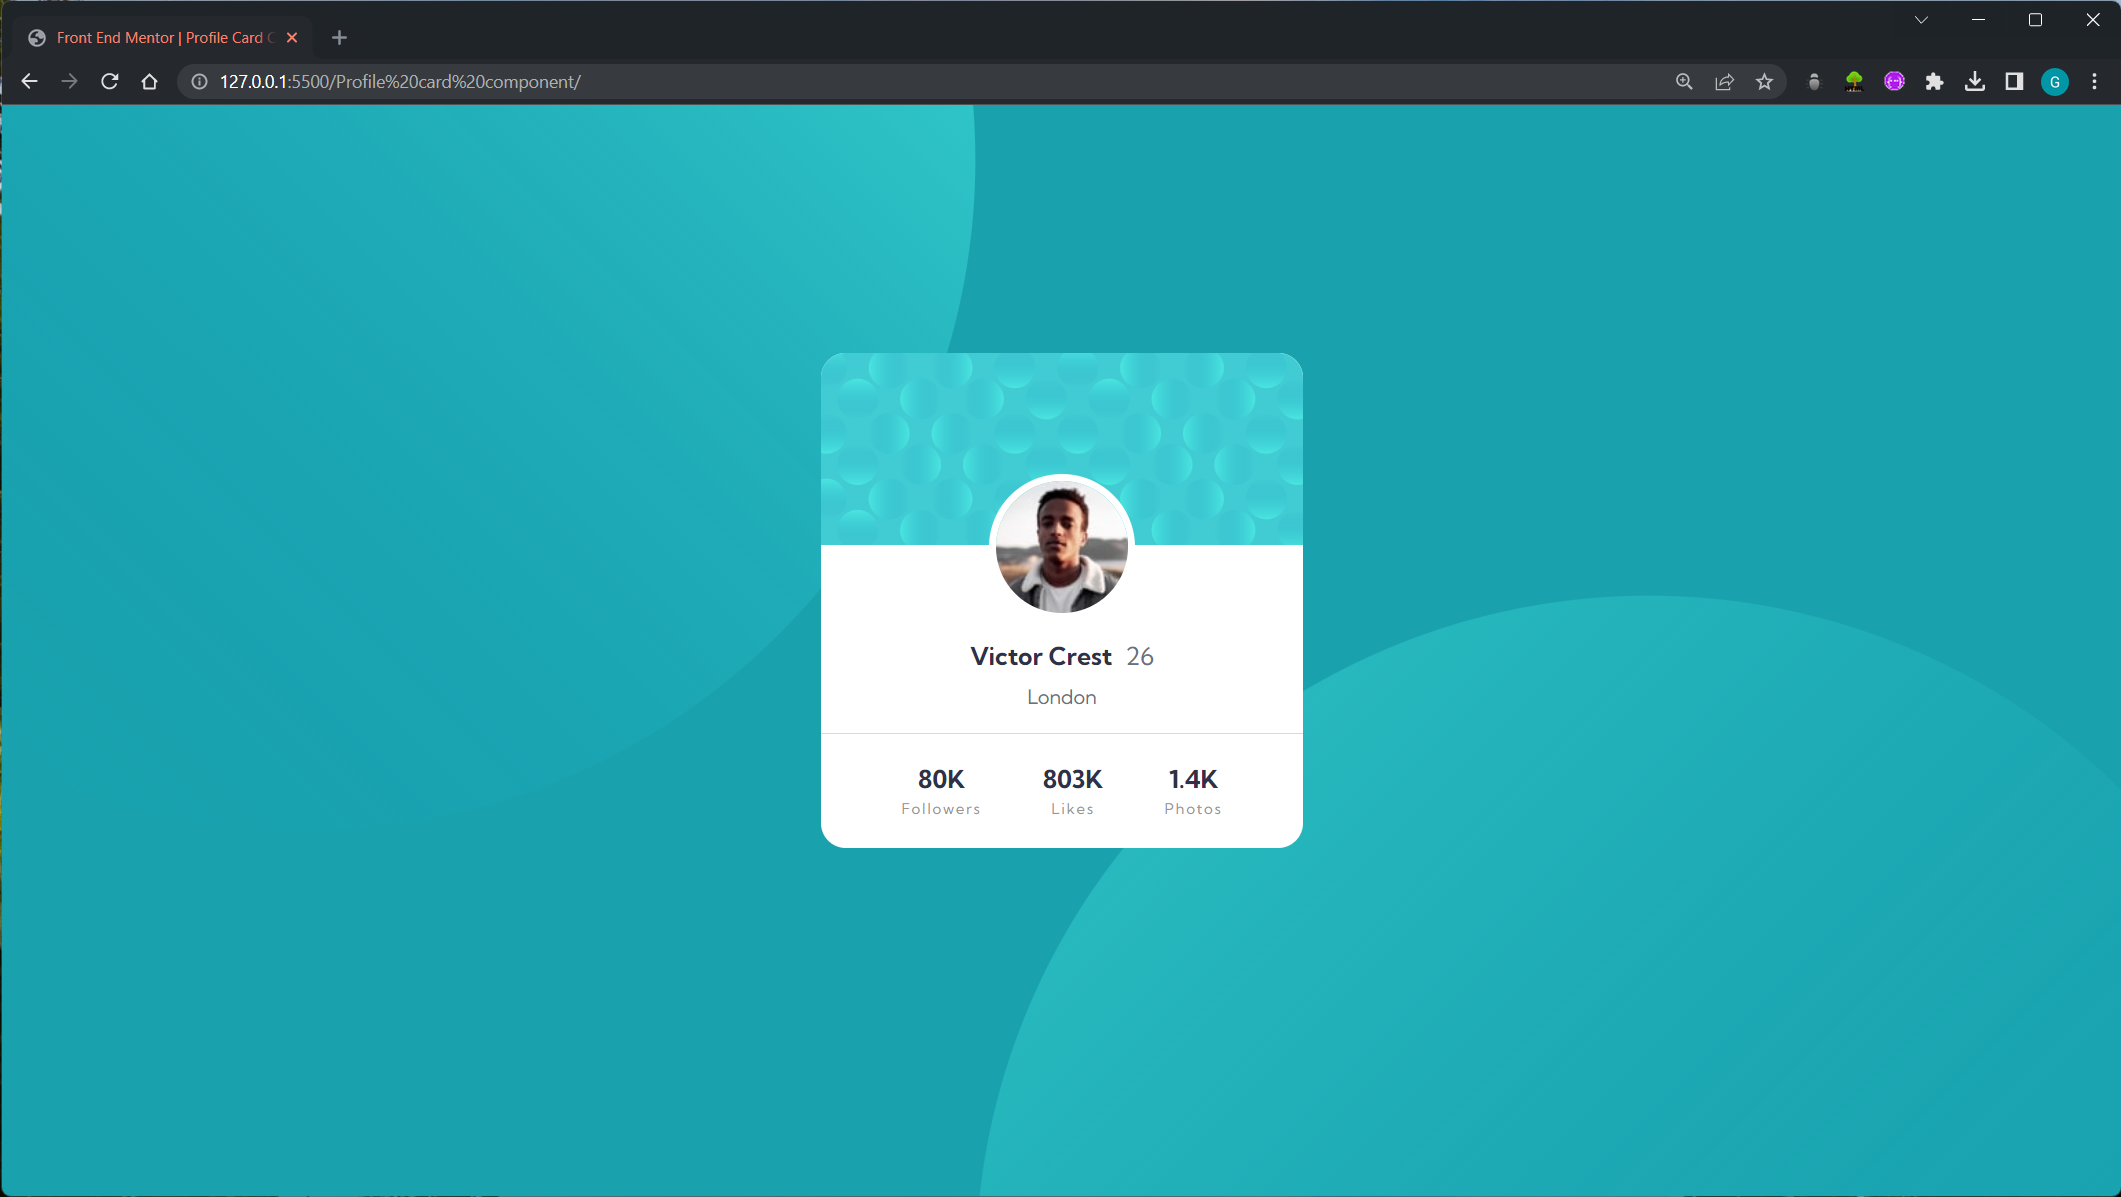 Front End Mentor | Profile Card C
127.0.0.1:5500/Profile%20card%20component/
G
Victor Crest 26
London
80K 803K 1.4K
Followers Likes Photos